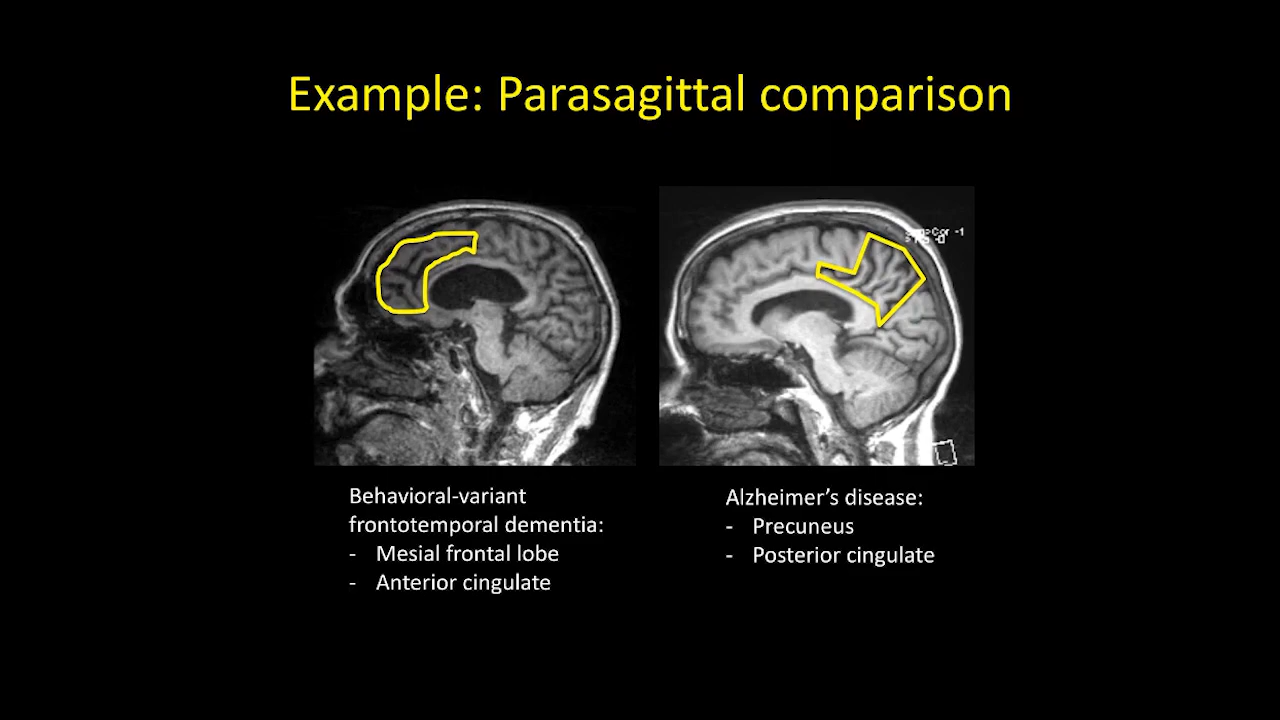 Example: Parasagittal comparison
Behavioral-variant
frontotemporal dementia:
- Mesial frontal lobe
- Anterior cingulate
Alzheimer’s disease:
- Precuneus
- Posterior cingulate